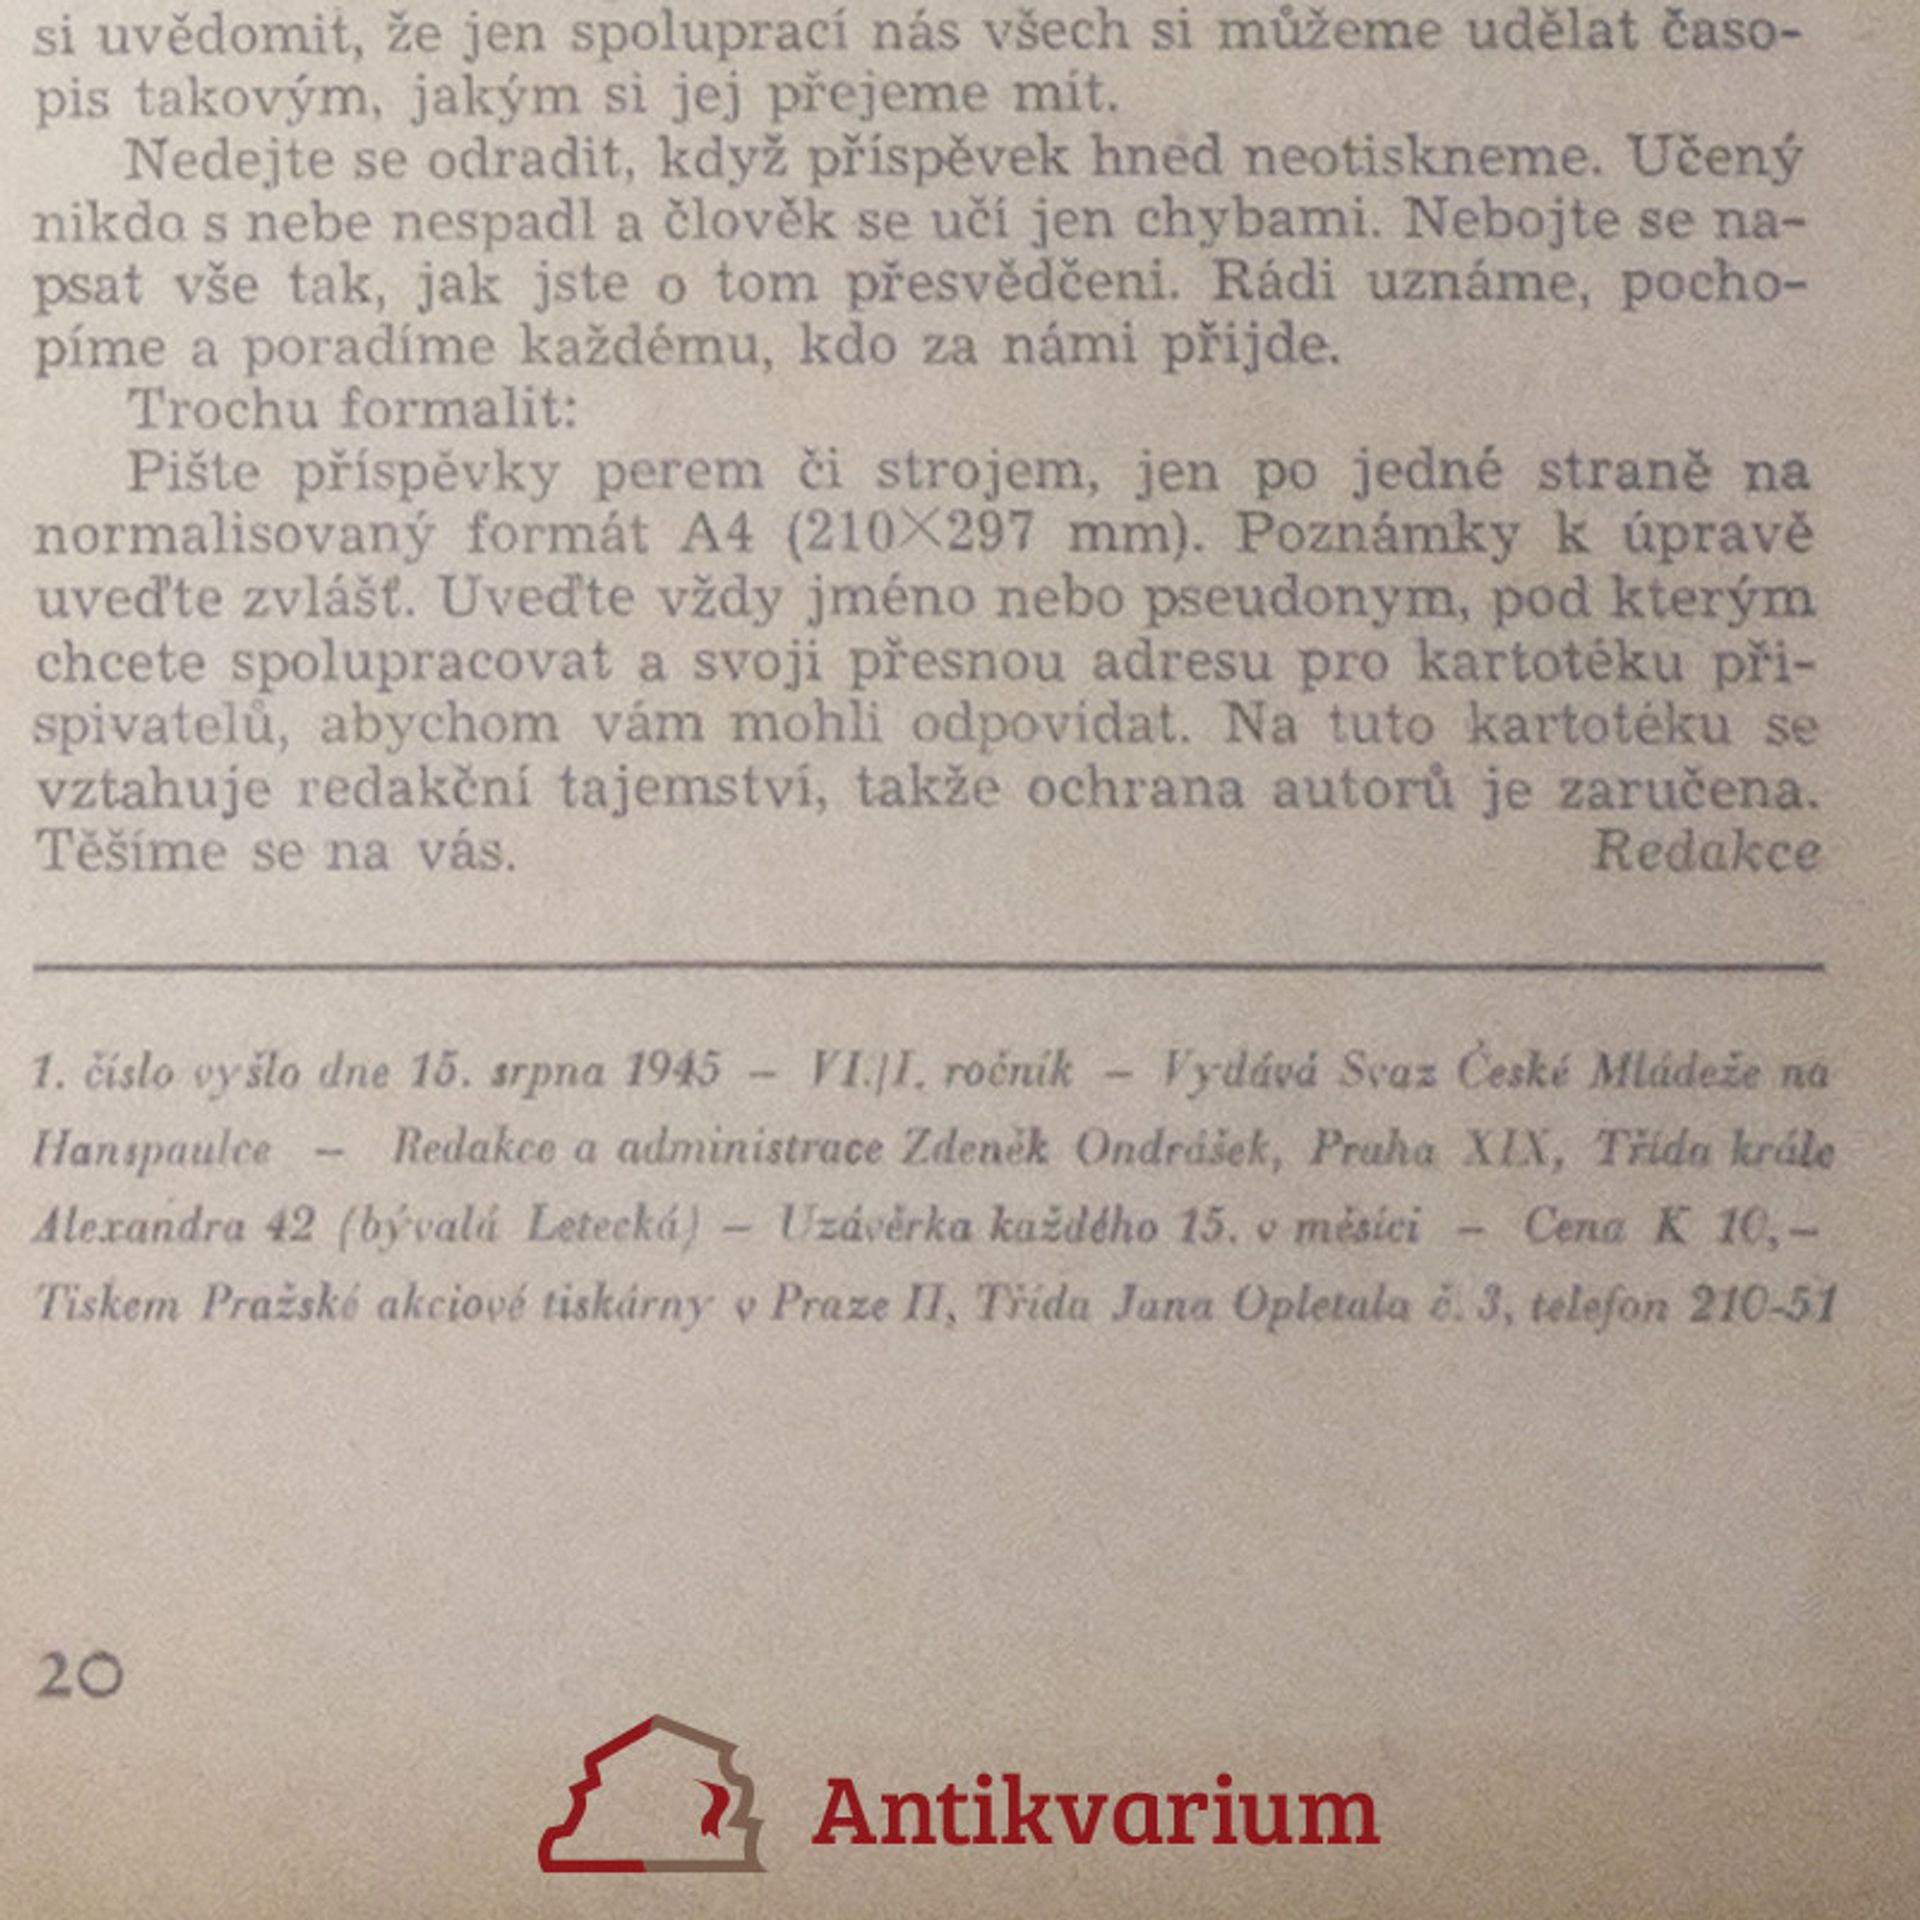 si uvědomit, že jen spoluprací nás všech si můžeme udělat časo-
pis takovým, jakým si jej přejeme mít.
Nedejte se odradit, když příspěvek hned neotiskneme. Učený
nikdo s nebe nespadl a člověk se učí jen chybami. Nebojte se na-
psat vše tak, jak jste o tom přesvědčeni. Rádi uznáme, pocho-
píme a poradíme každému, kdo za námi přijde.
Trochu formalit:
Pište příspěvky perem či strojem, jen po jedné straně na
normalisovaný formát A4 (210×297 mm). Poznámky k úpravě
uveďte zvlášť. Uveďte vždy jméno nebo pseudonym, pod kterým
chcete spolupracovat a svoji přesnou adresu pro kartotéku při-
spivatelů, abychom vám mohli odpovídat. Na tuto kartotéku se
vztahuje redakční tajemství, takže ochrana autorů je zaručena.
Těšíme se na vás. Redakce
1. číslo vyšlo dne 15. srpna 1945 – VI./I. ročník – Vydává Svaz České Mládeže na
Hanspaulce – Redakce a administrace Zdeněk Ondrášek, Praha XIX, Třída krále
Alexandra 42 (bývalá Letecká) – Uzávěrka každého 15. v měsíci – Cena K 10,–
Tiskem Pražské akciové tiskárny v Praze II, Třída Jana Opletala č. 3, telefon 210-51
20
Antikvarium